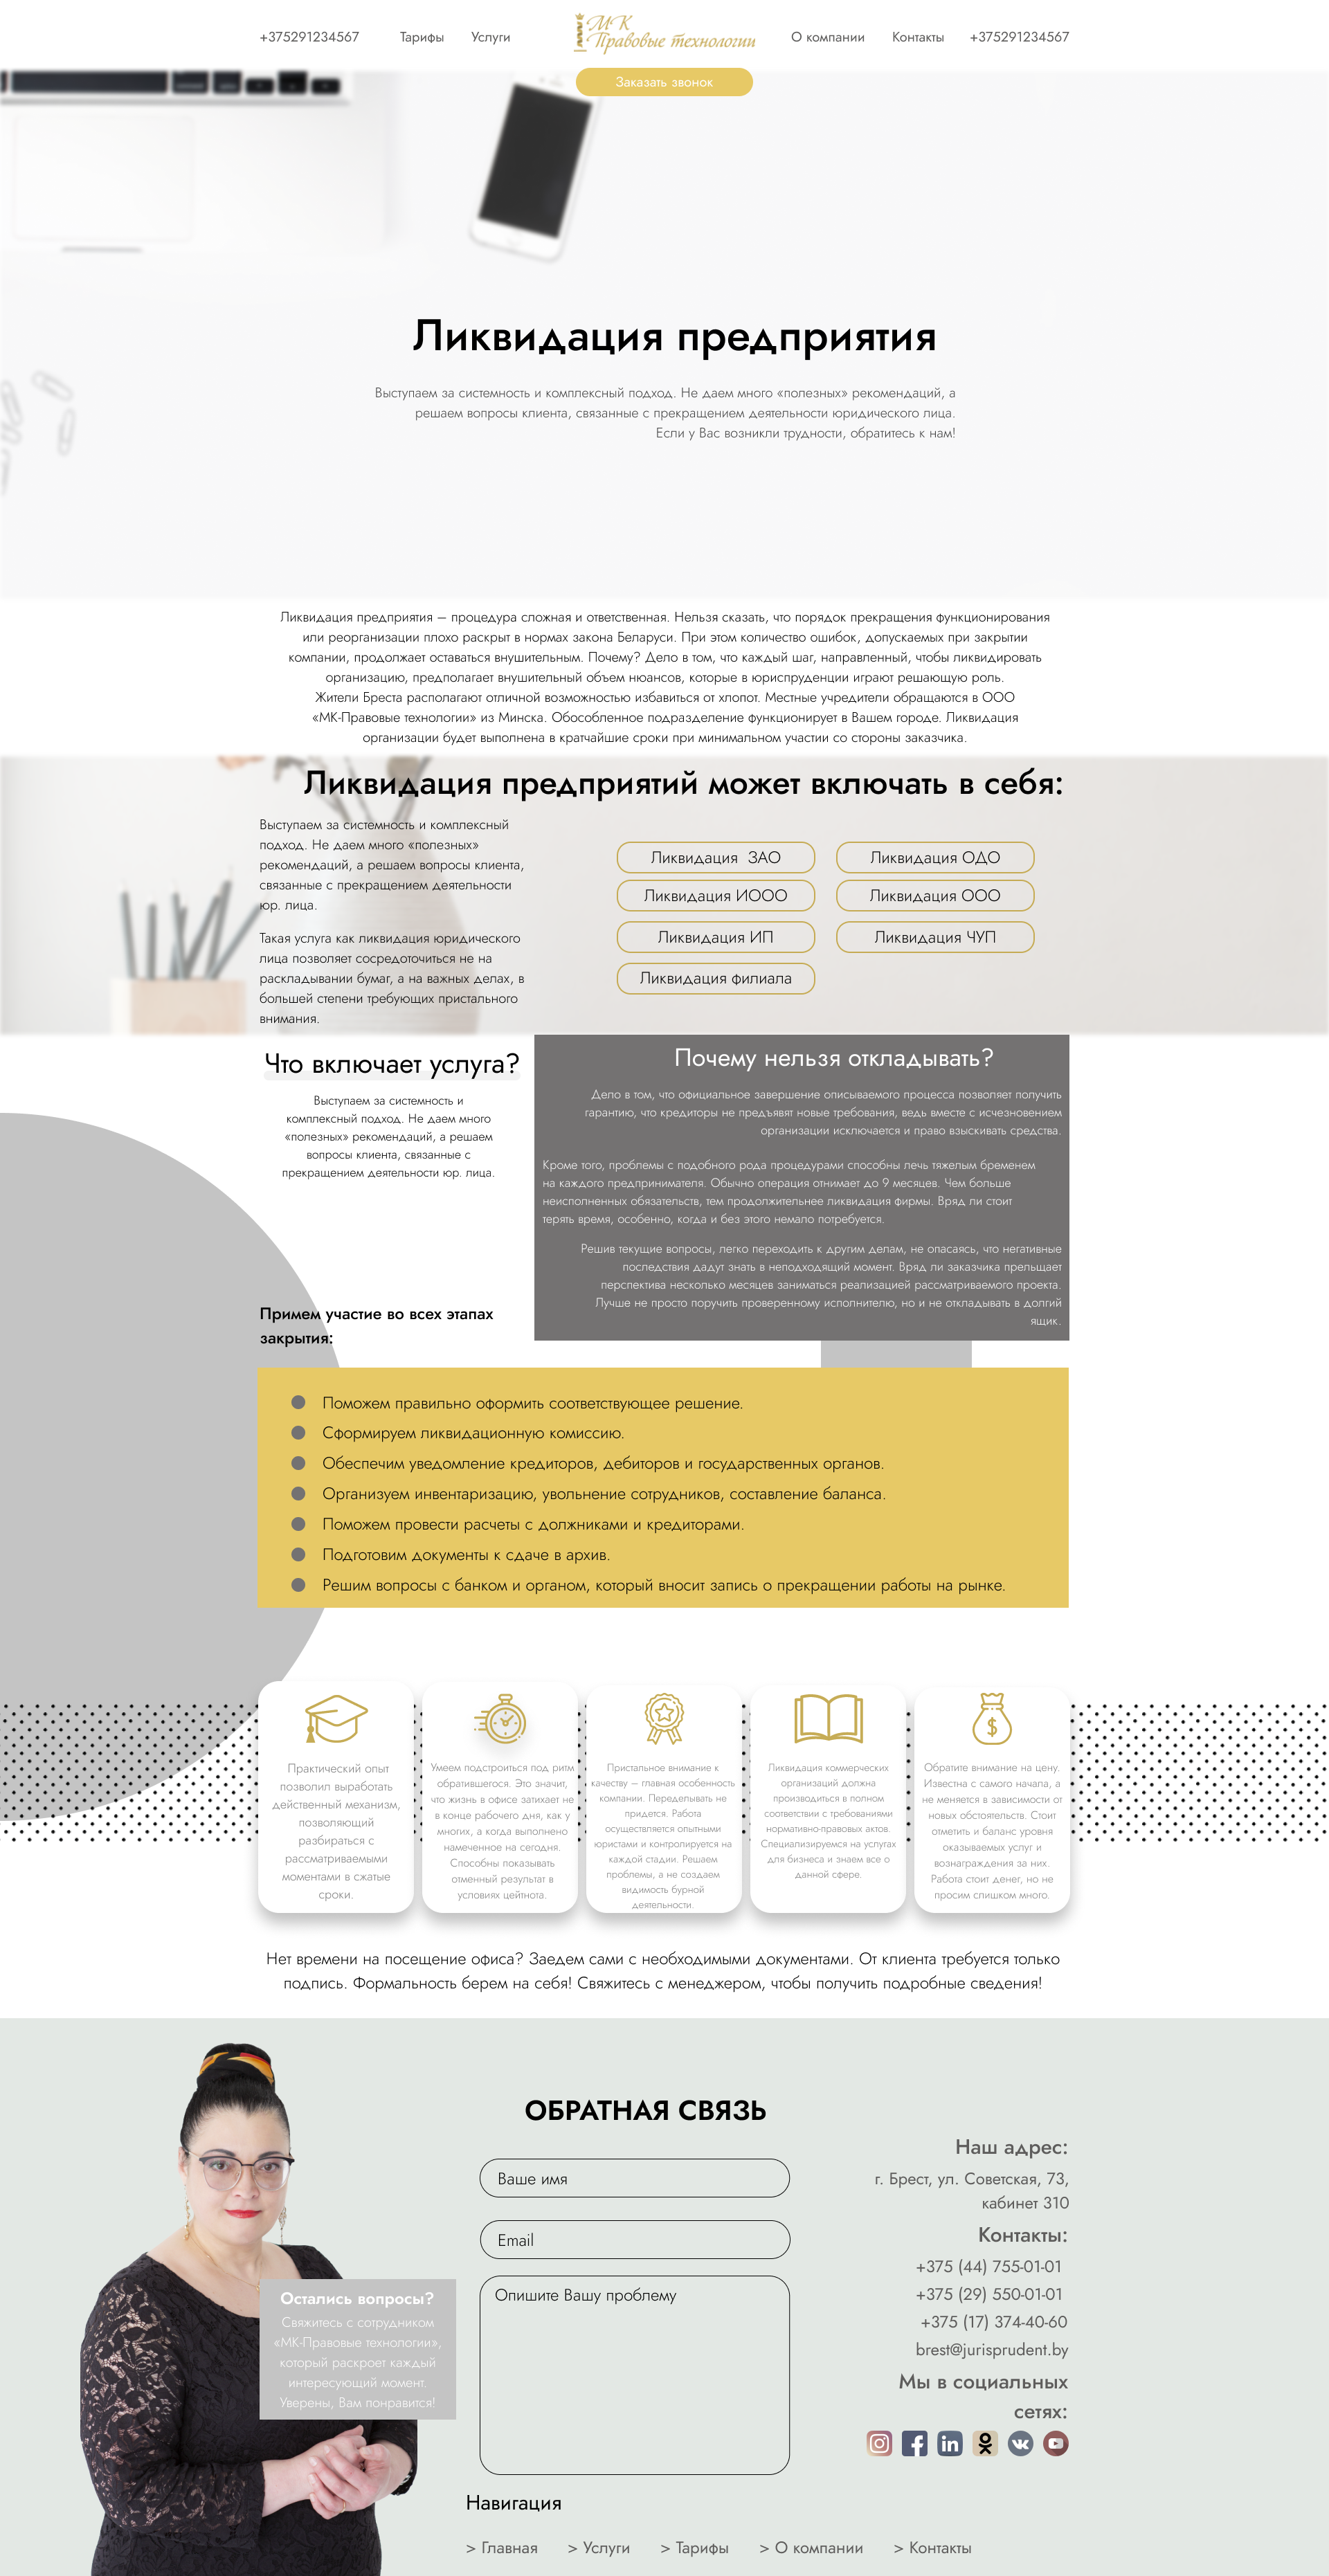 +375291234567 Тарифы Услуги МК Правовые технологии О компании Контакты +375291234567
Заказать звонок
Ликвидация предприятия
Выступаем за системность и комплексный подход. Не даем много «полезных» рекомендаций, а
решаем вопросы клиента, связанные с прекращением деятельности юридического лица.
Если у Вас возникли трудности, обратитесь к нам!
Ликвидация предприятия – процедура сложная и ответственная. Нельзя сказать, что порядок прекращения функционирования
или реорганизации плохо раскрыт в нормах закона Беларуси. При этом количество ошибок, допускаемых при закрытии
компании, продолжает оставаться внушительным. Почему? Дело в том, что каждый шаг, направленный, чтобы ликвидировать
организацию, предполагает внушительный объем нюансов, которые в юриспруденции играют решающую роль.
Жители Бреста располагают отличной возможностью избавиться от хлопот. Местные учредители обращаются в ООО
«МК-Правовые технологии» из Минска. Обособленное подразделение функционирует в Вашем городе. Ликвидация
организации будет выполнена в кратчайшие сроки при минимальном участии со стороны заказчика.
Ликвидация предприятий может включать в себя:
Выступаем за системность и комплексный
подход. Не даем много «полезных»
рекомендаций, а решаем вопросы клиента,
связанные с прекращением деятельности
юр. лица.
Такая услуга как ликвидация юридического
лица позволяет сосредоточиться не на
раскладывании бумаг, а на важных делах, в
большей степени требующих пристального
внимания.
Ликвидация ЗАО
Ликвидация ОДО
Ликвидация ИООО
Ликвидация ООО
Ликвидация ИП
Ликвидация ЧУП
Ликвидация филиала
Что включает услуга?
Выступаем за системность и
комплексный подход. Не даем много
«полезных» рекомендаций, а решаем
вопросы клиента, связанные с
прекращением деятельности юр. лица.
Почему нельзя откладывать?
Дело в том, что официальное завершение описываемого процесса позволяет получить
гарантию, что кредиторы не предъявят новые требования, ведь вместе с исчезновением
организации исключается и право взыскивать средства.
Кроме того, проблемы с подобного рода процедурами способны лечь тяжелым бременем
на каждого предпринимателя. Обычно операция отнимает до 9 месяцев. Чем больше
неисполненных обязательств, тем продолжительнее ликвидация фирмы. Вряд ли стоит
терять время, особенно, когда и без этого немало потребуется.
Решив текущие вопросы, легко переходить к другим делам, не опасаясь, что негативные
последствия дадут знать в неподходящий момент. Вряд ли заказчика прельщает
перспектива несколько месяцев заниматься реализацией рассматриваемого проекта.
Лучше не просто поручить проверенному исполнителю, но и не откладывать в долгий
ящик.
Примем участие во всех этапах
закрытия:
Поможем правильно оформить соответствующее решение.
Сформируем ликвидационную комиссию.
Обеспечим уведомление кредиторов, дебиторов и государственных органов.
Организуем инвентаризацию, увольнение сотрудников, составление баланса.
Поможем провести расчеты с должниками и кредиторами.
Подготовим документы к сдаче в архив.
Решим вопросы с банком и органом, который вносит запись о прекращении работы на рынке.
Практический опыт
позволил выработать
действенный механизм,
позволяющий
разбираться с
рассматриваемыми
моментами в сжатые
сроки.
Умеем подстроиться под ритм
обратившегося. Это значит,
что жизнь в офисе затихает не
в конце рабочего дня, как у
многих, а когда выполнено
намеченное на сегодня.
Способны показывать
отменный результат в
условиях цейтнота.
Пристальное внимание к
качеству – главная особенность
компании. Переделывать не
придется. Работа
осуществляется опытными
юристами и контролируется на
каждой стадии. Решаем
проблемы, а не создаем
видимость бурной
деятельности.
Ликвидация коммерческих
организаций должна
производиться в полном
соответствии с требованиями
нормативно-правовых актов.
Специализируемся на услугах
для бизнеса и знаем все о
данной сфере.
Обратите внимание на цену.
Известна с самого начала, а
не меняется в зависимости от
новых обстоятельств. Стоит
отметить и баланс уровня
оказываемых услуг и
вознаграждения за них.
Работа стоит денег, но не
просим слишком много.
Нет времени на посещение офиса? Заедем сами с необходимыми документами. От клиента требуется только
подпись. Формальность берем на себя! Свяжитесь с менеджером, чтобы получить подробные сведения!
Остались вопросы?
Свяжитесь с сотрудником
«МК-Правовые технологии»,
который раскроет каждый
интересующий момент.
Уверены, Вам понравится!
ОБРАТНАЯ СВЯЗЬ
Ваше имя
Email
Опишите Вашу проблему
Наш адрес:
г. Брест, ул. Советская, 73,
кабинет 310
Контакты:
+375 (44) 755-01-01
+375 (29) 550-01-01
+375 (17) 374-40-60
brest@jurisprudent.by
Мы в социальных
сетях:
Навигация
> Главная > Услуги > Тарифы > О компании > Контакты